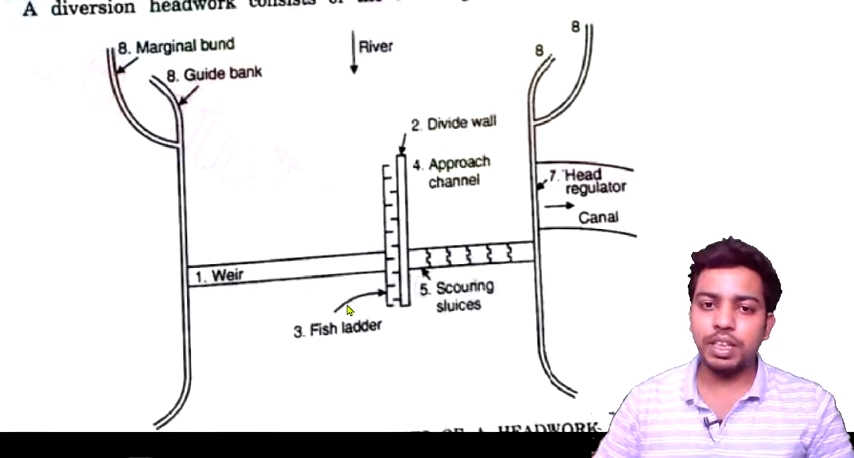 A diversion headwork consists of
8. Marginal bund
River
8
8
8. Guide bank
2. Divide wall
4. Approach
channel
7. Head
regulator
Canal
1. Weir
5. Scouring
sluices
3. Fish ladder
OF A HEADWORK